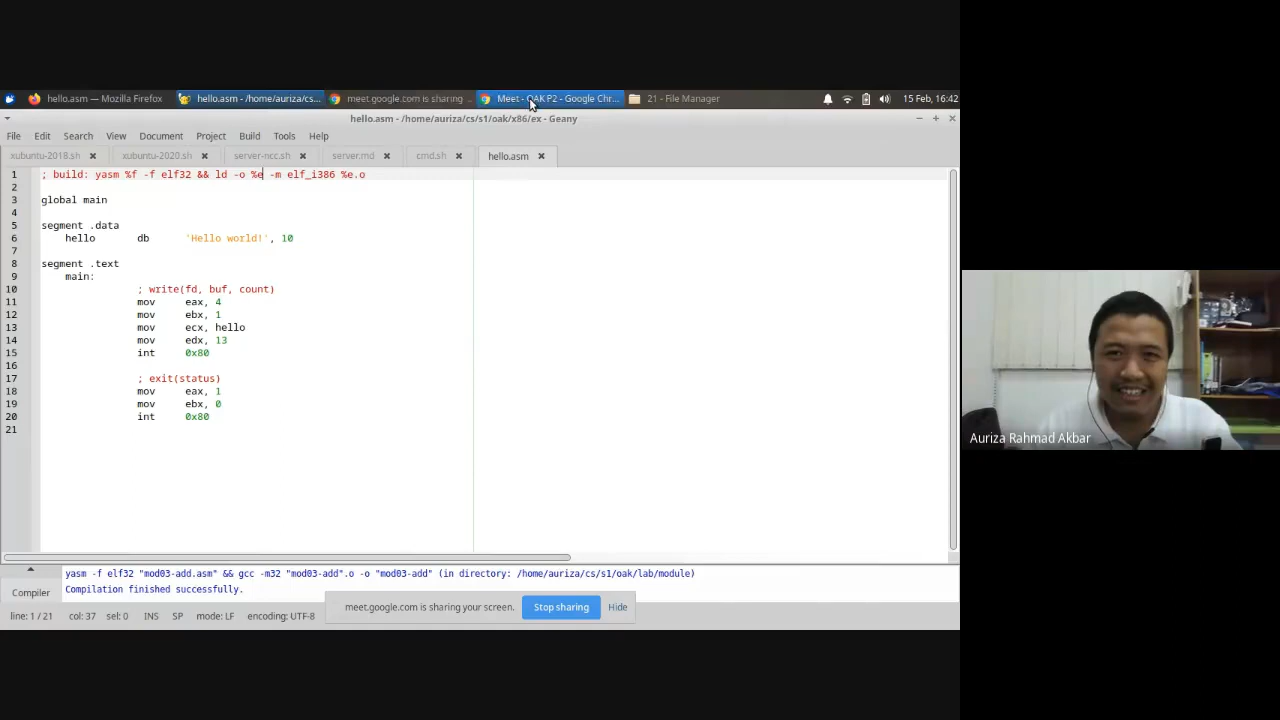 hello.asm — Mozilla Firefox
hello.asm - /home/auriza/cs...
meet.google.com is sharing ...
Meet - OAK P2 - Google Chr...
21 - File Manager
15 Feb, 16:42
hello.asm - /home/auriza/cs/s1/oak/x86/ex - Geany
File Edit Search View Document Project Build Tools Help
xubuntu-2018.sh xubuntu-2020.sh server-ncc.sh server.md cmd.sh hello.asm
1 ; build: yasm %f -f elf32 && ld -o %e -m elf_i386 %e.o
2
3 global main
4
5 segment .data
6 hello db 'Hello world!', 10
7
8 segment .text
9 main:
10 ; write(fd, buf, count)
11 mov eax, 4
12 mov ebx, 1
13 mov ecx, hello
14 mov edx, 13
15 int 0x80
16
17 ; exit(status)
18 mov eax, 1
19 mov ebx, 0
20 int 0x80
21
Auriza Rahmad Akbar
yasm -f elf32 "mod03-add.asm" && gcc -m32 "mod03-add".o -o "mod03-add" (in directory: /home/auriza/cs/s1/oak/lab/module)
Compilation finished successfully.
Compiler
meet.google.com is sharing your screen. Stop sharing Hide
line: 1 / 21 col: 37 sel: 0 INS SP mode: LF encoding: UTF-8